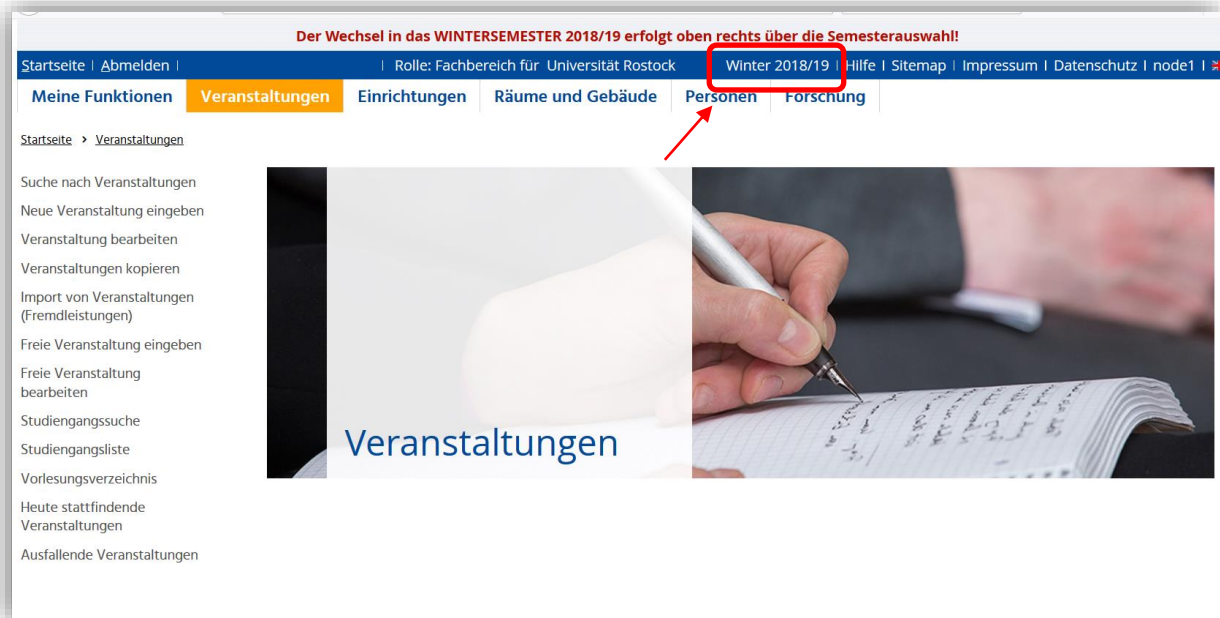 Der Wechsel in das WINTERSEMESTER 2018/19 erfolgt oben rechts über die Semesterauswahl!
Startseite | Abmelden | | Rolle: Fachbereich für Universität Rostock Winter 2018/19 | Hilfe | Sitemap | Impressum | Datenschutz | node1 |
Meine Funktionen Veranstaltungen Einrichtungen Räume und Gebäude Personen Forschung
Startseite > Veranstaltungen
Suche nach Veranstaltungen
Neue Veranstaltung eingeben
Veranstaltung bearbeiten
Veranstaltungen kopieren
Import von Veranstaltungen
(Fremdleistungen)
Freie Veranstaltung eingeben
Freie Veranstaltung
bearbeiten
Studiengangssuche
Studiengangsliste
Vorlesungsverzeichnis
Heute stattfindende
Veranstaltungen
Ausfallende Veranstaltungen
Veranstaltungen